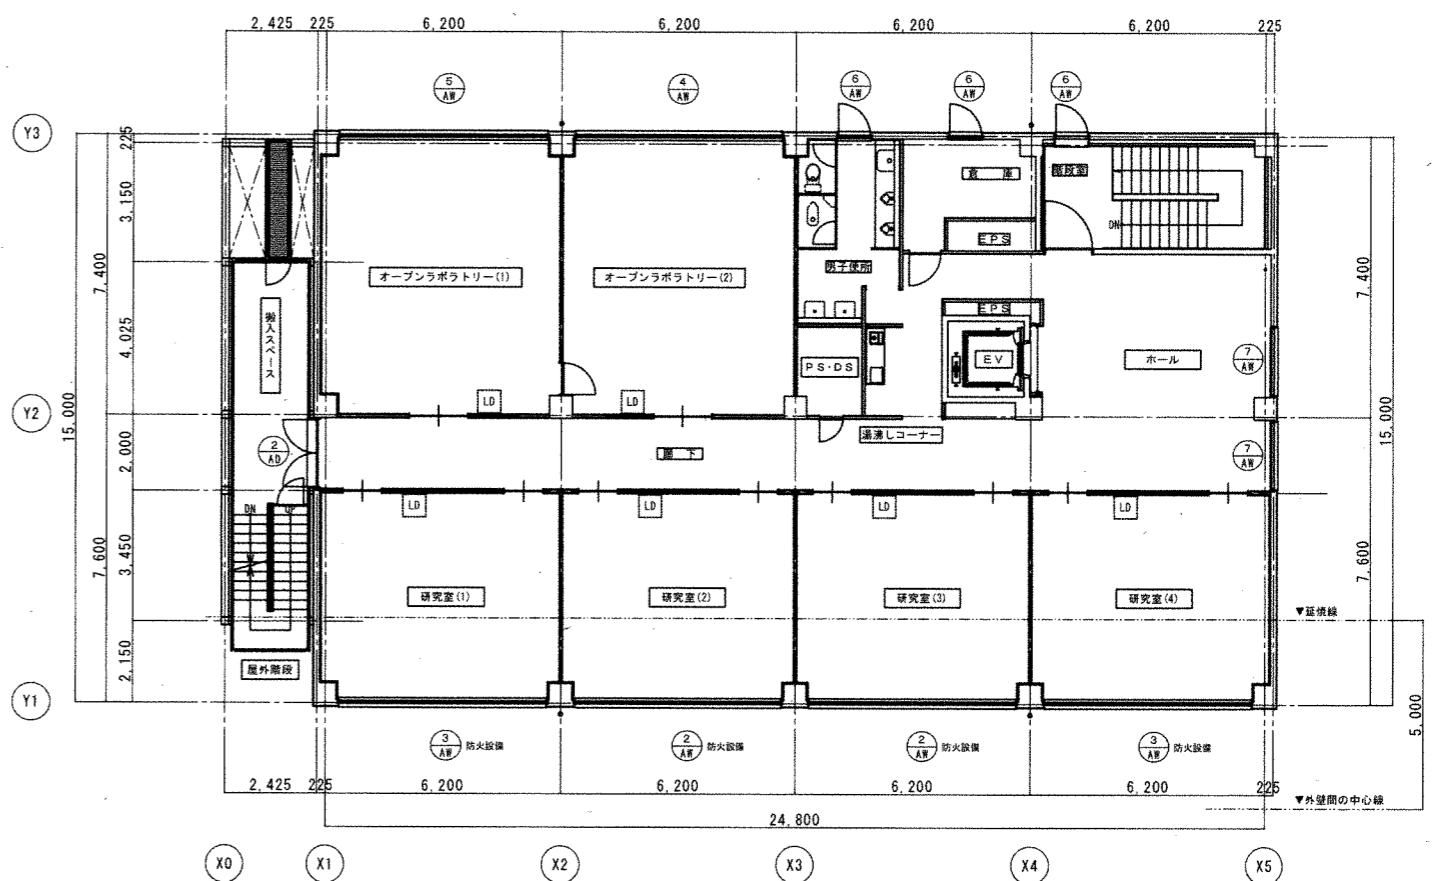 2,425 225 6,200 6,200 6,200 6,200 225
5 AW
4 AW
6 AW
6 AW
6 AW
Y3
225
3,150
7,400
4,025
15,000
Y2
2,000
7,600
3,450
2,150
Y1
倉 庫
階段室
DN
EPS
男子便所
オープンラボラトリー(1)
オープンラボラトリー(2)
搬入スペース
EPS
EV
PS・DS
ホール
7 AW
7,400
LD
LD
湯沸しコーナー
廊 下
2 AD
7 AW
15,000
DN UP
LD
LD
LD
LD
研究室(1)
研究室(2)
研究室(3)
研究室(4)
7,600
▼延焼線
屋外階段
5,000
3 AW 防火設備
2 AW 防火設備
2 AW 防火設備
3 AW 防火設備
2,425 225 6,200 6,200 6,200 6,200 225
▼外壁間の中心線
24,800
X0 X1 X2 X3 X4 X5